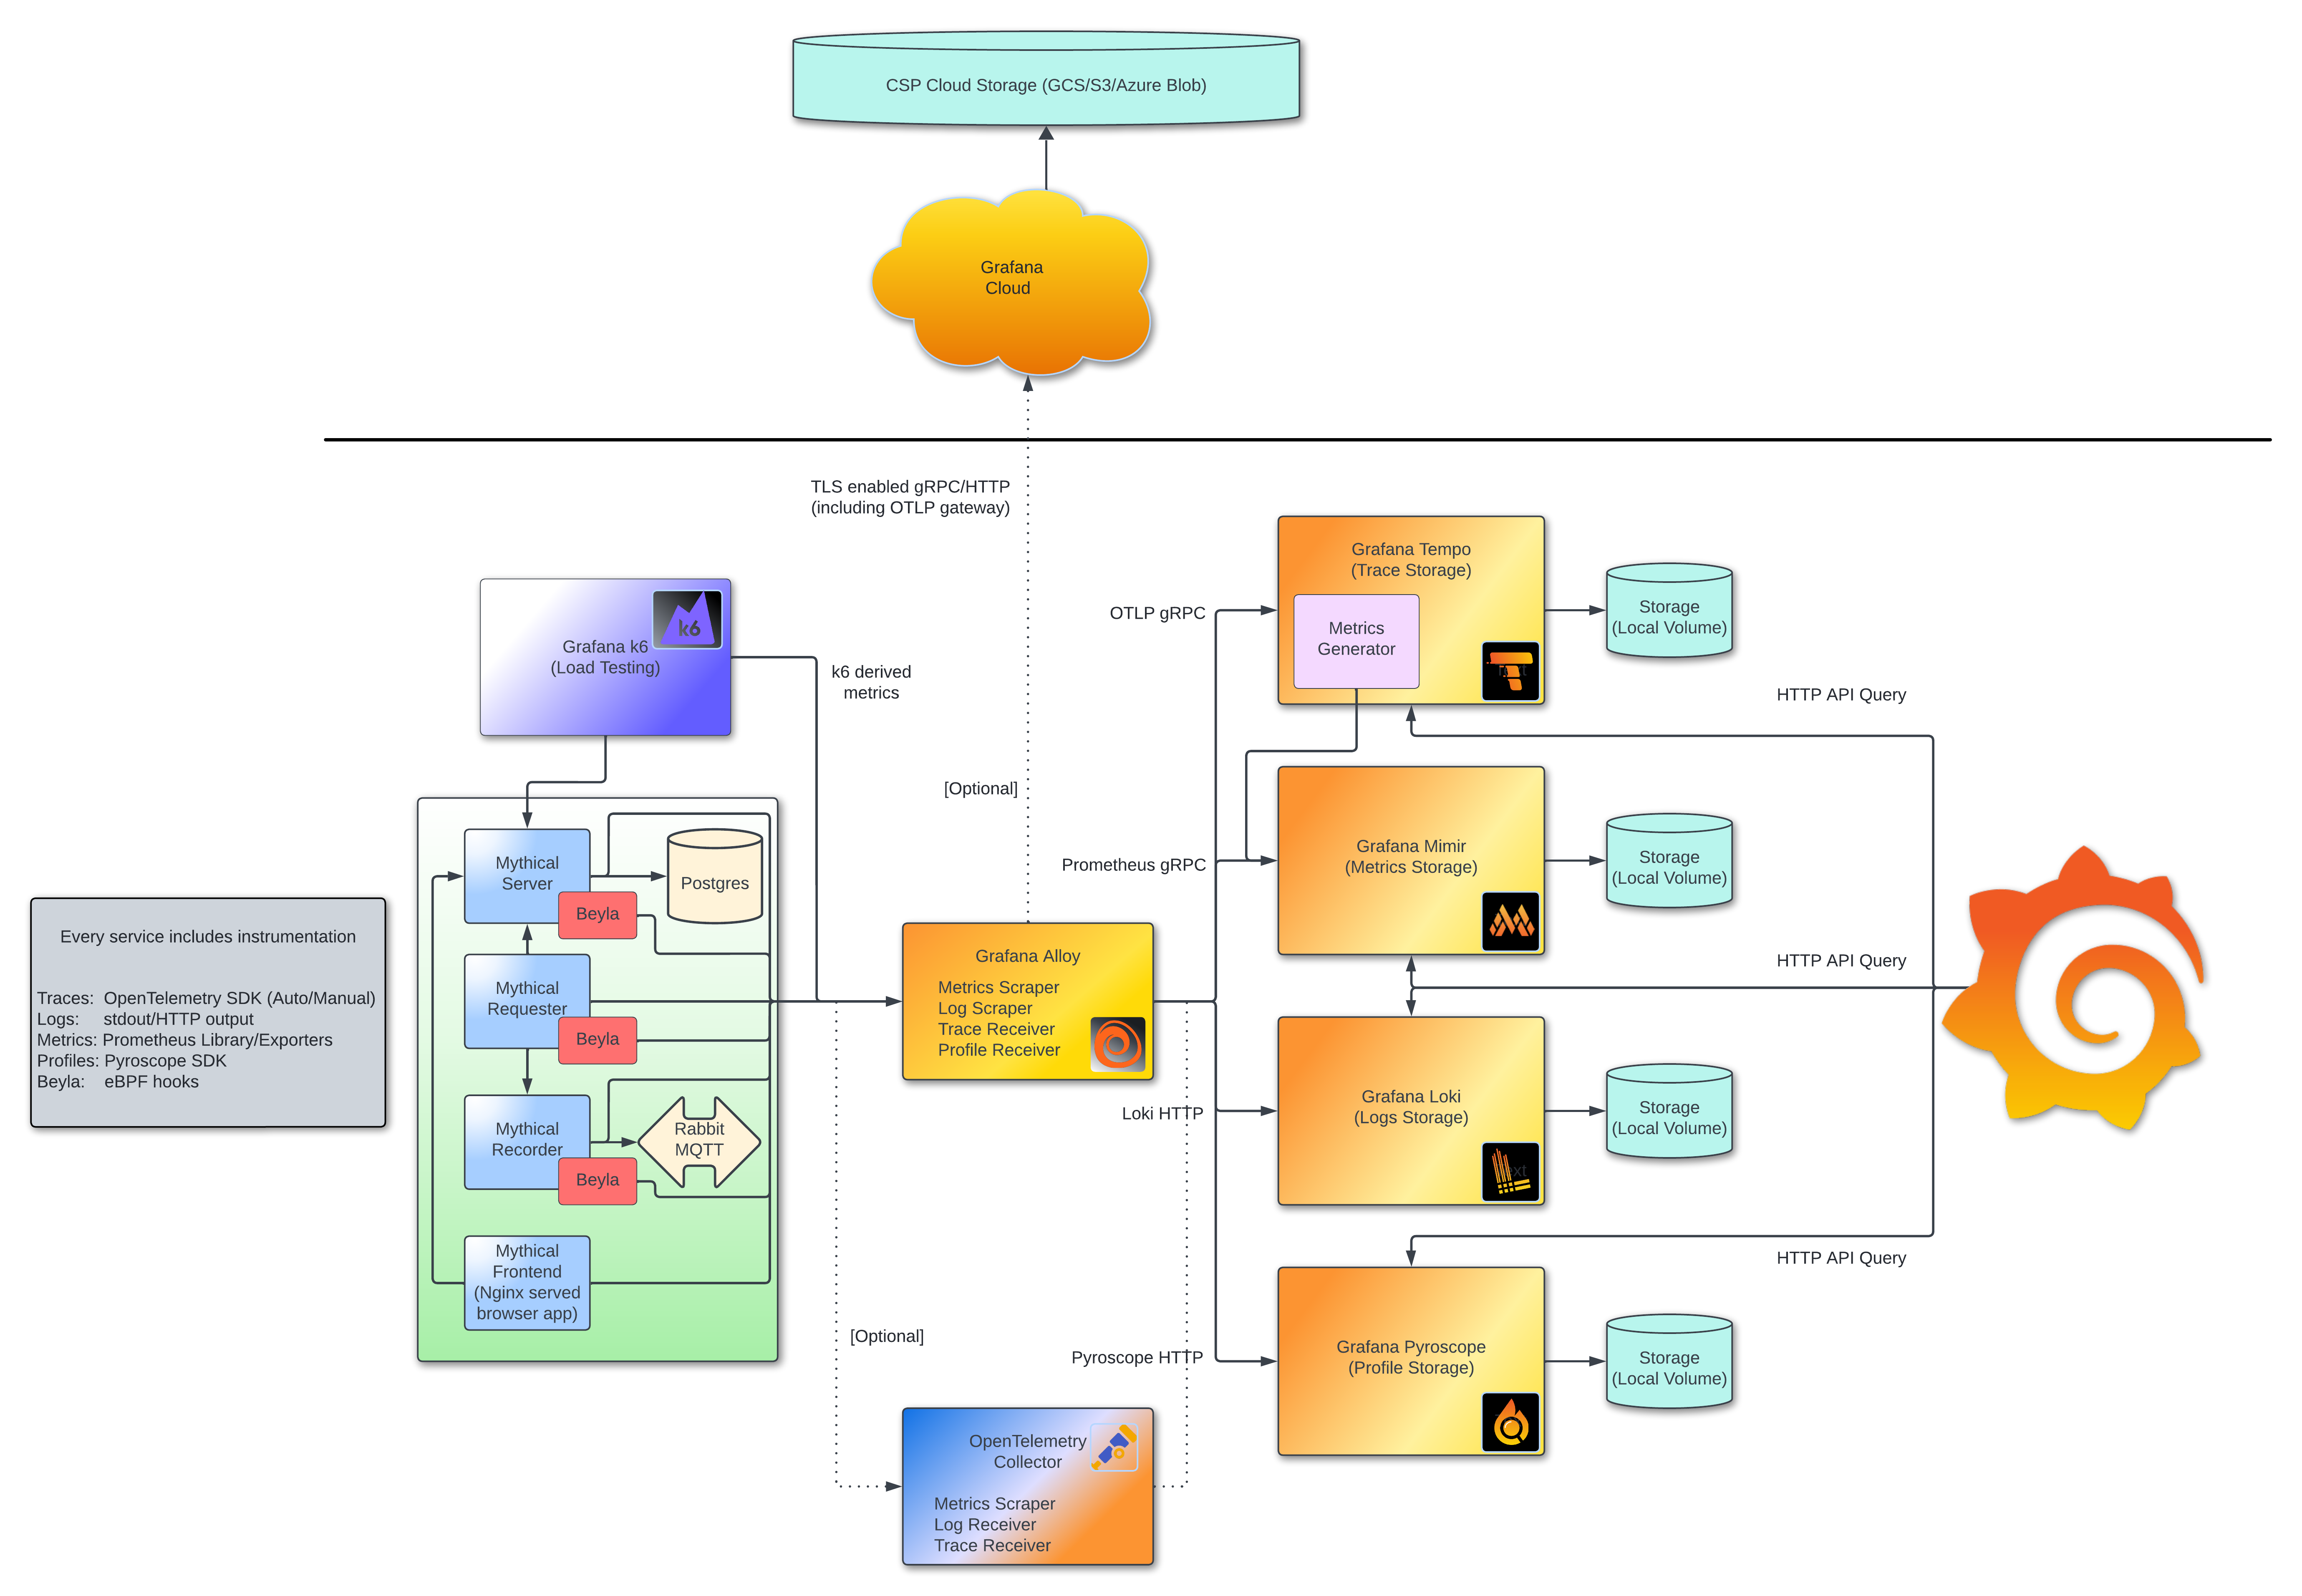 CSP Cloud Storage (GCS/S3/Azure Blob)
Grafana
Cloud
TLS enabled gRPC/HTTP
(including OTLP gateway)
Grafana k6
(Load Testing)
k6
k6 derived
metrics
[Optional]
Every service includes instrumentation
Traces: OpenTelemetry SDK (Auto/Manual)
Logs: stdout/HTTP output
Metrics: Prometheus Library/Exporters
Profiles: Pyroscope SDK
Beyla: eBPF hooks
Mythical
Server
Beyla
Postgres
Mythical
Requester
Beyla
Mythical
Recorder
Beyla
Rabbit
MQTT
Mythical
Frontend
(Nginx served
browser app)
Grafana Alloy
Metrics Scraper
Log Scraper
Trace Receiver
Profile Receiver
[Optional]
OpenTelemetry
Collector
Metrics Scraper
Log Receiver
Trace Receiver
OTLP gRPC
Prometheus gRPC
Loki HTTP
Pyroscope HTTP
Grafana Tempo
(Trace Storage)
Metrics
Generator
Storage
(Local Volume)
HTTP API Query
Grafana Mimir
(Metrics Storage)
Storage
(Local Volume)
HTTP API Query
Grafana Loki
(Logs Storage)
Storage
(Local Volume)
HTTP API Query
Grafana Pyroscope
(Profile Storage)
Storage
(Local Volume)